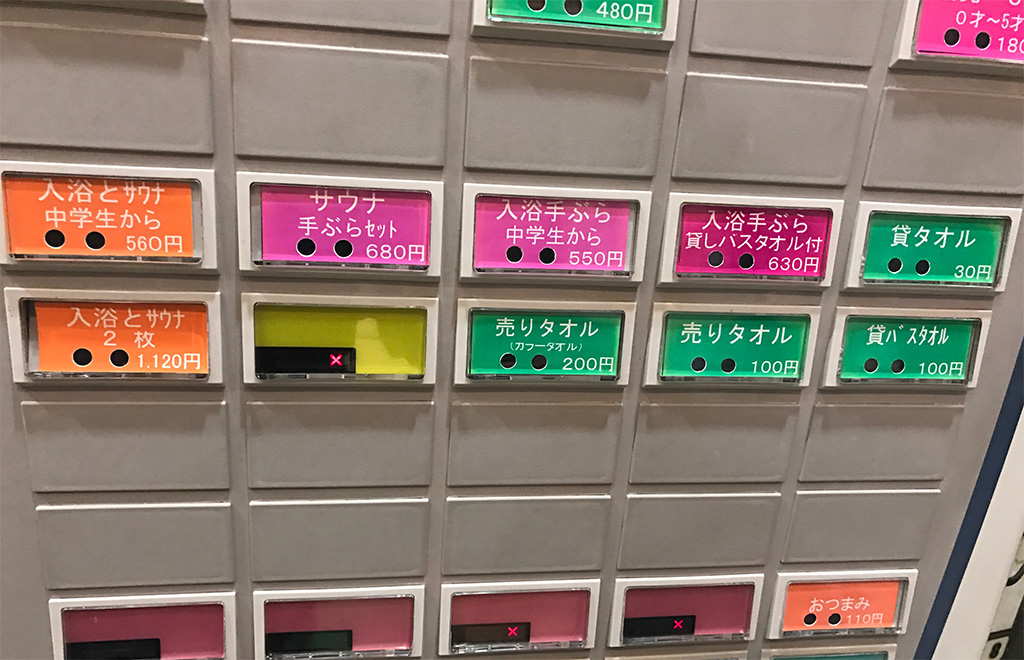 480円
0才～5才
180
入浴とサウナ
中学生から
560円
サウナ
手ぶらセット
680円
入浴手ぶら
中学生から
550円
入浴手ぶら
貸しバスタオル付
630円
貸タオル
30円
入浴とサウナ
2枚
1,120円
×
売りタオル
(カラータオル)
200円
売りタオル
100円
貸バスタオル
100円
×
×
おつまみ
110円